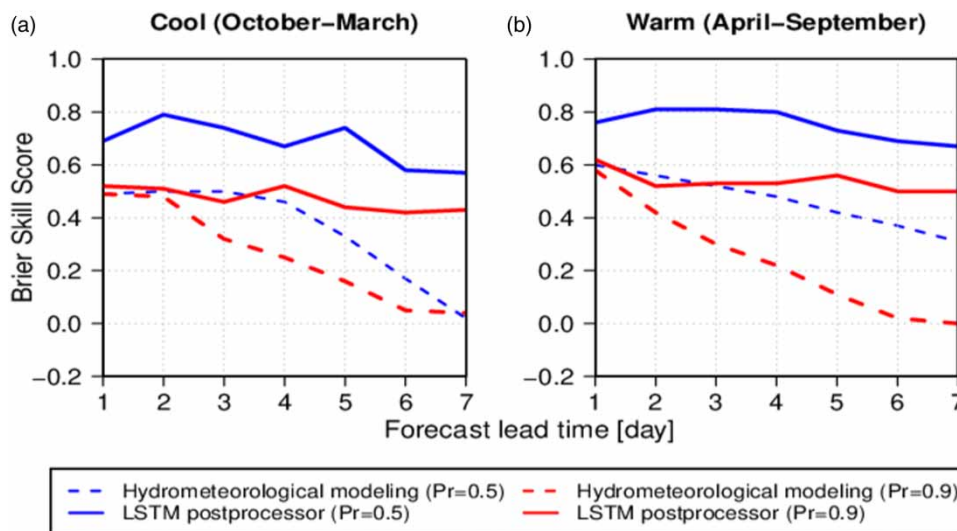 (a) Cool (October–March)
(b) Warm (April–September)
Brier Skill Score
1.0
0.8
0.6
0.4
0.2
0.0
−0.2
1 2 3 4 5 6 7
1.0
0.8
0.6
0.4
0.2
0.0
−0.2
1 2 3 4 5 6 7
Forecast lead time [day]
Hydrometeorological modeling (Pr=0.5)
LSTM postprocessor (Pr=0.5)
Hydrometeorological modeling (Pr=0.9)
LSTM postprocessor (Pr=0.9)